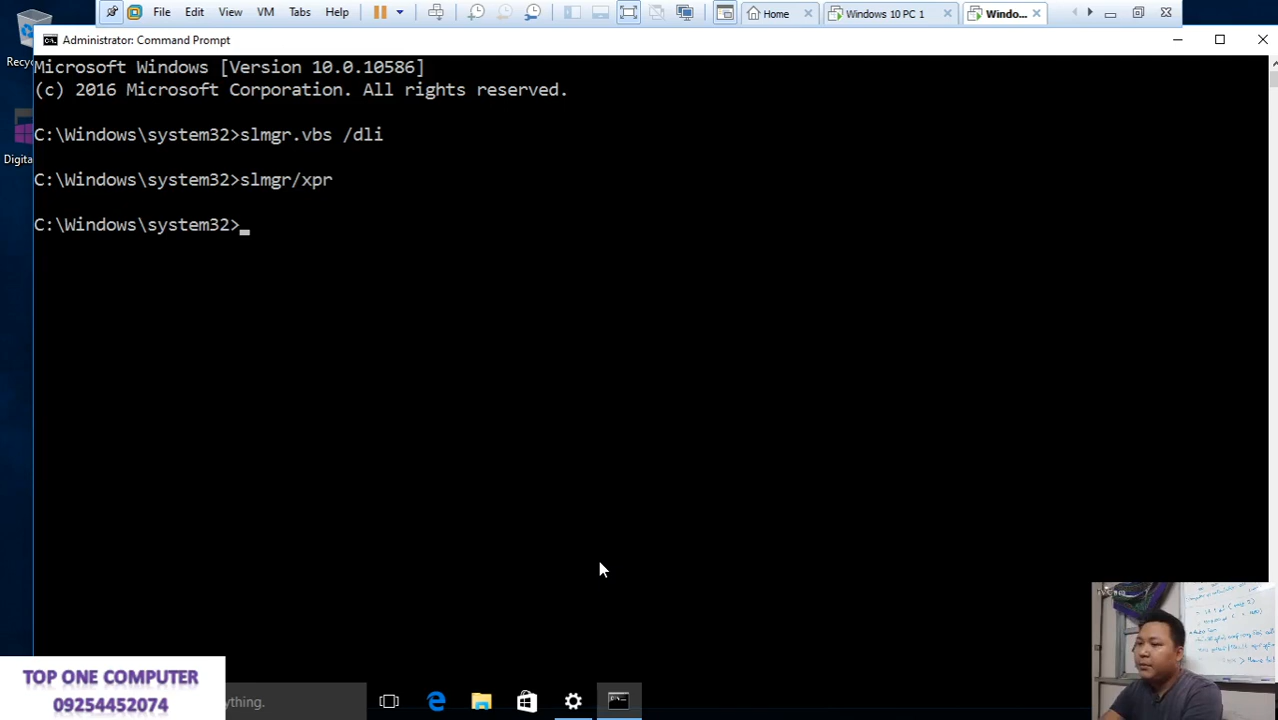 File Edit View VM Tabs Help
Home
Windows 10 PC 1
Windo...
Administrator: Command Prompt
Microsoft Windows [Version 10.0.10586]
(c) 2016 Microsoft Corporation. All rights reserved.
C:\Windows\system32>slmgr.vbs /dli
C:\Windows\system32>slmgr/xpr
C:\Windows\system32>
Recyc
Digita
TOP ONE COMPUTER
09254452074
ything.